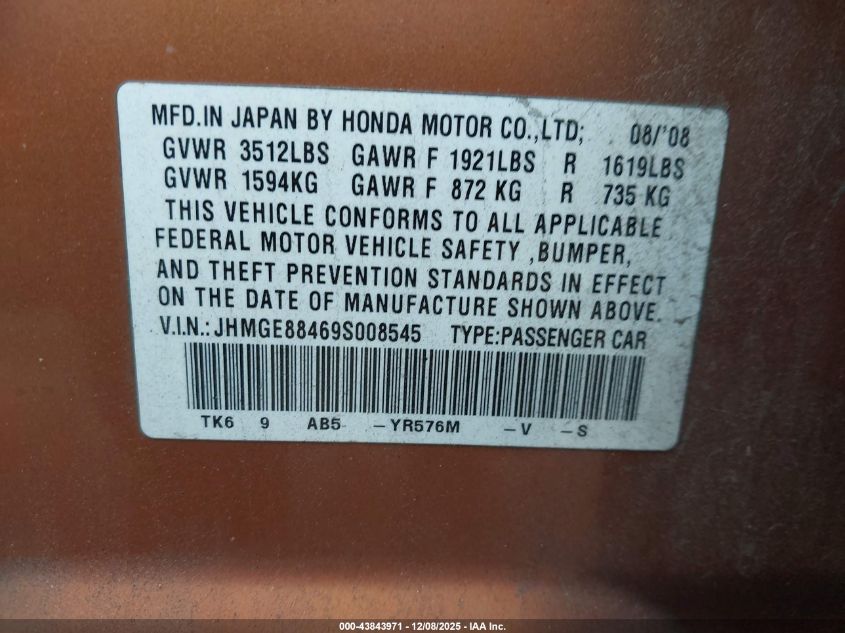 MFD.IN JAPAN BY HONDA MOTOR CO.,LTD; 08/'08
GVWR 3512LBS GAWR F 1921LBS R 1619LBS
GVWR 1594KG GAWR F 872 KG R 735 KG
THIS VEHICLE CONFORMS TO ALL APPLICABLE
FEDERAL MOTOR VEHICLE SAFETY ,BUMPER,
AND THEFT PREVENTION STANDARDS IN EFFECT
ON THE DATE OF MANUFACTURE SHOWN ABOVE.
V.I.N.: JHMGE88469S008545 TYPE:PASSENGER CAR
TK6 9 AB5 -YR576M -V -S
000-43843971 - 12/08/2025 - IAA Inc.